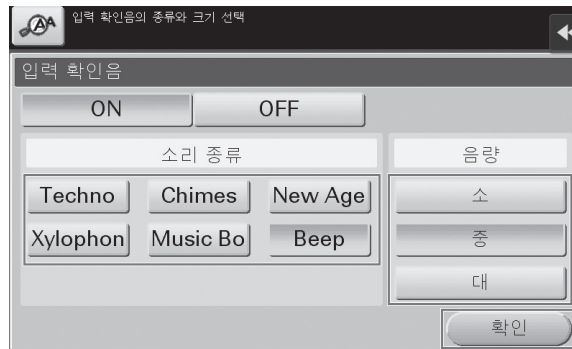 입력 확인음의 종류와 크기 선택
입력 확인음
ON OFF
소리 종류 음량
Techno Chimes New Age 소
Xylophon Music Bo Beep 중
대
확인